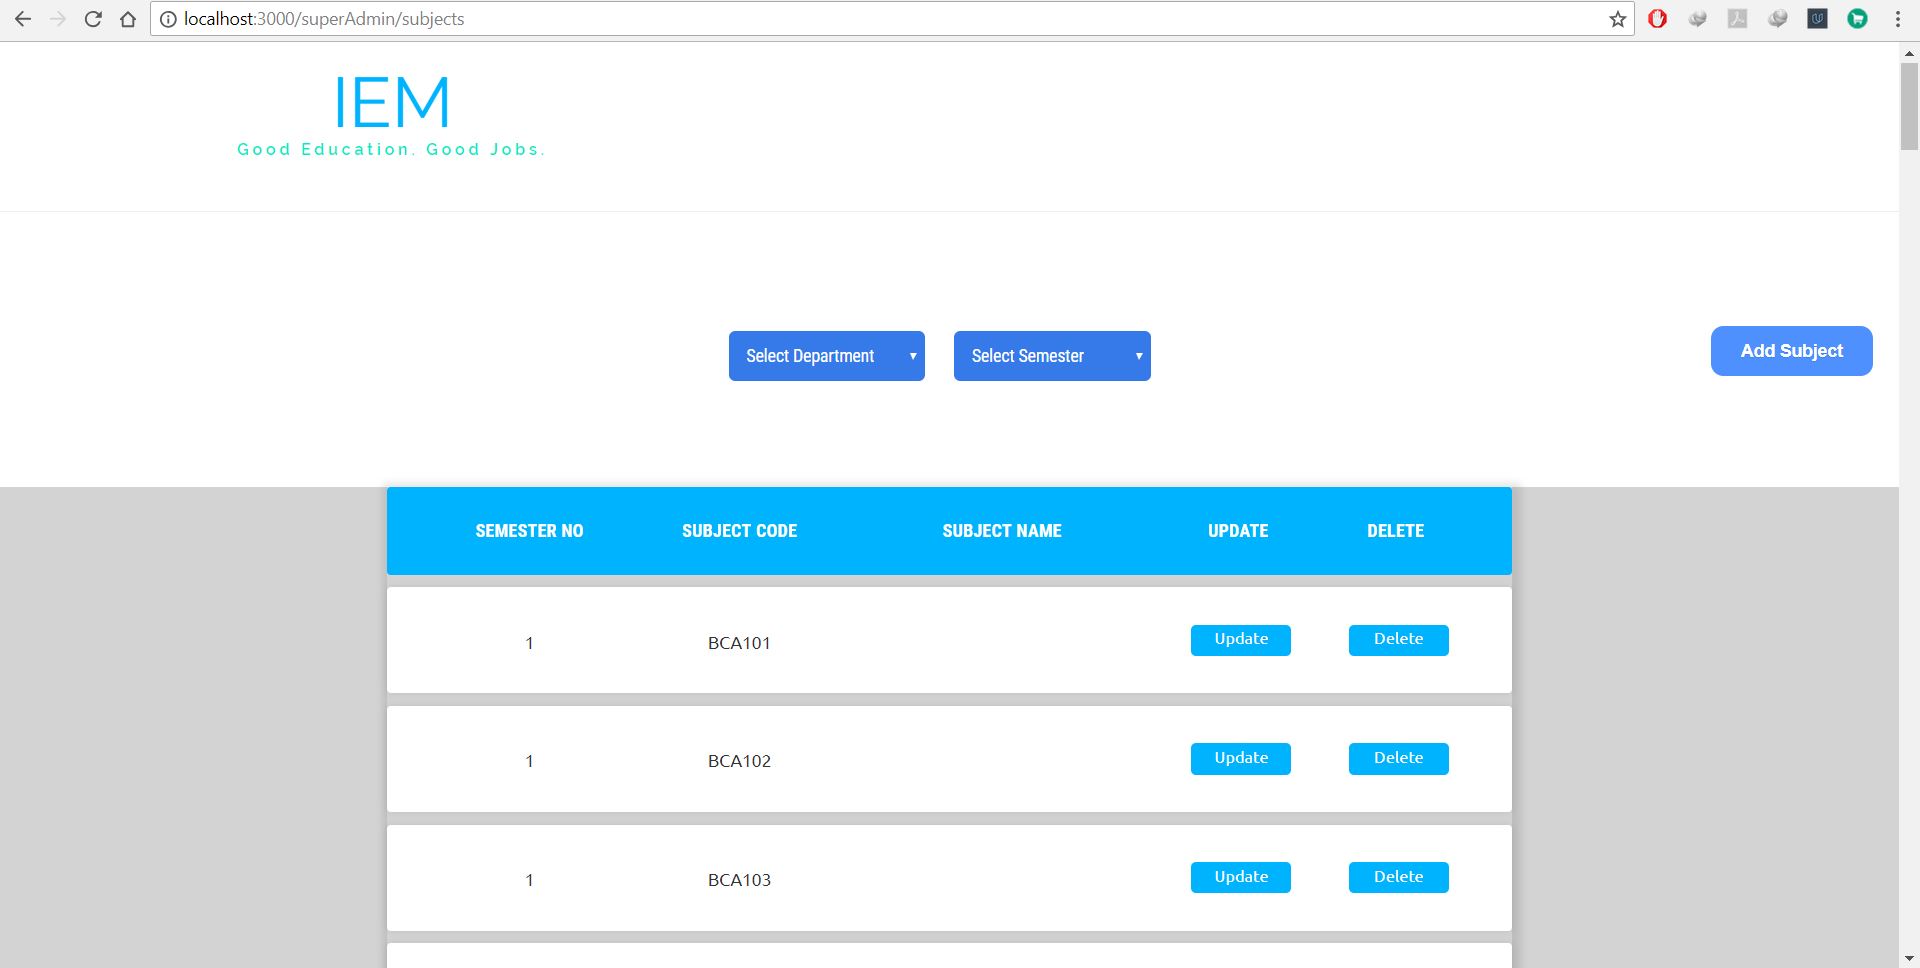 localhost:3000/superAdmin/subjects
IEM
Good Education. Good Jobs.
Select Department
Select Semester
Add Subject
SEMESTER NO SUBJECT CODE SUBJECT NAME UPDATE DELETE
1 BCA101 Update Delete
1 BCA102 Update Delete
1 BCA103 Update Delete